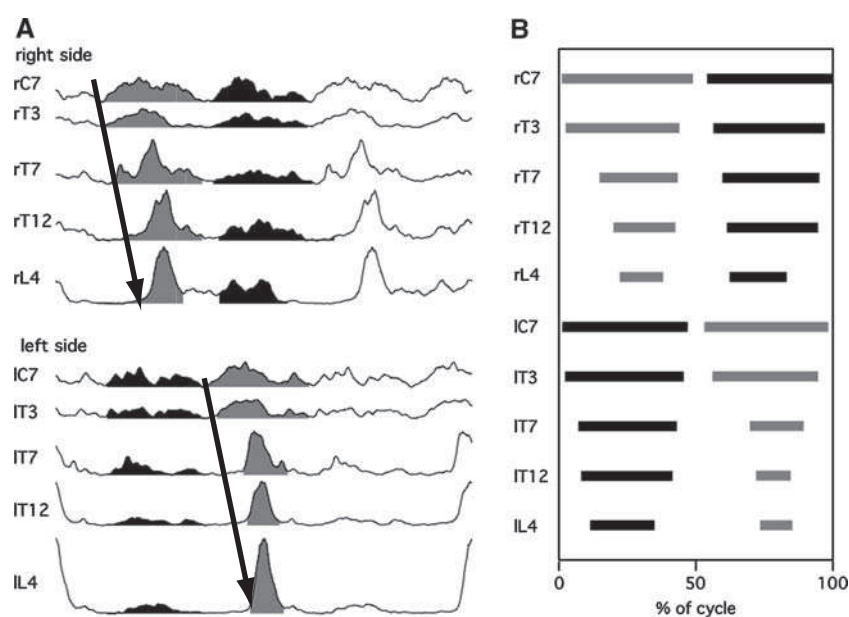 A
right side
rC7
rT3
rT7
rT12
rL4
left side
lC7
lT3
lT7
lT12
lL4
B
rC7
rT3
rT7
rT12
rL4
lC7
lT3
lT7
lT12
lL4
0 50 100
% of cycle